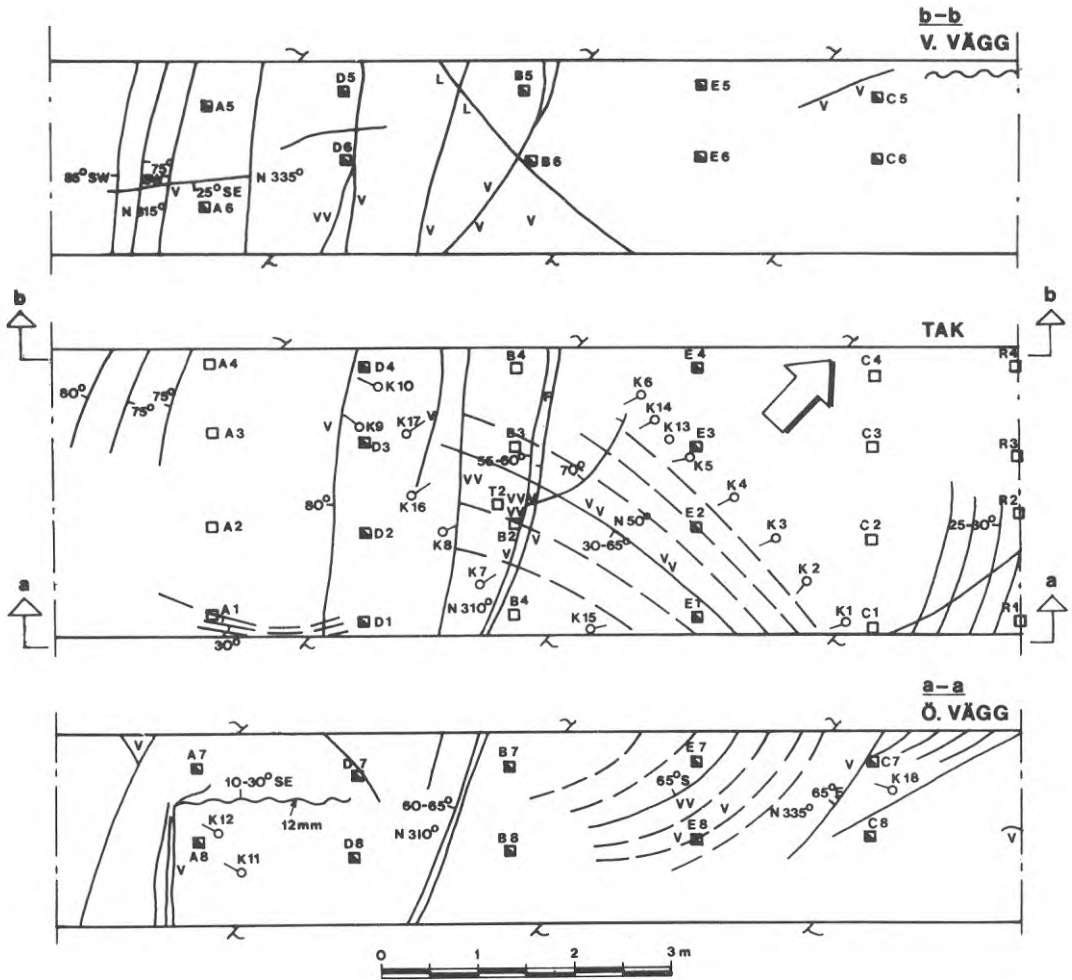 b-b
V. VÄGG
D5
B5
E5
A5
L
L
C5
V
V
D6
B6
E6
C6
85° SW
75°
SW
V
L
25° SE
N 335°
N 315°
A6
VV
V
V
V
V
V
b
b
TAK
A4
D4
B4
E4
C4
R4
80°
75°
75°
K10
K6
F
K14
A3
V
K9
K17
V
D3
B3
K13
E3
K5
C3
R3
55-60°
70°
VV
T2
VV
VV
K4
80°
K16
V
V
A2
D2
K8
B2
V
V
N 50°
E2
30-65°
K3
C2
R2
25-30°
V V
K7
K2
a
a
A1
D1
N 310°
B4
K15
E1
K1
C1
R1
30°
a-a
Ö. VÄGG
V
A7
D7
B7
E7
C7
10-30° SE
65° S
V
K18
60-65°
VV
V
65° E
12mm
N 335°
K12
N 310°
E8
V
C8
V
A8
D8
B8
V
K11
0 1 2 3 m